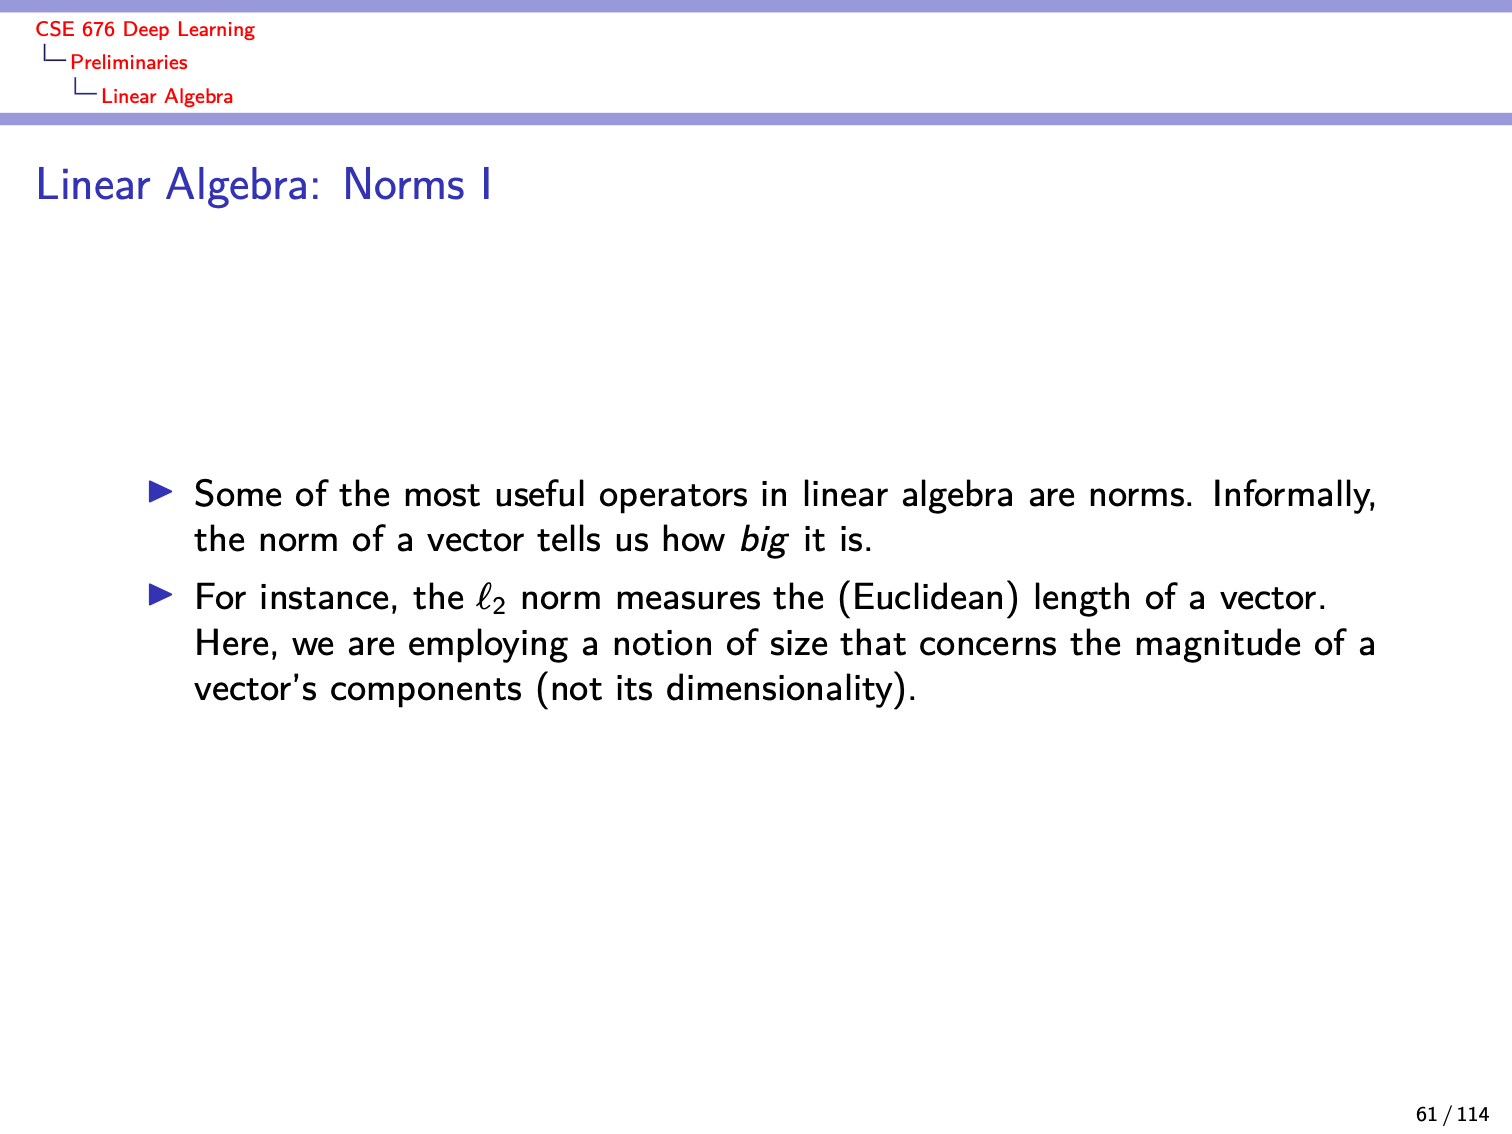 CSE 676 Deep Learning
Preliminaries
Linear Algebra
Linear Algebra: Norms I
Some of the most useful operators in linear algebra are norms. Informally,
the norm of a vector tells us how big it is.
For instance, the ℓ₂ norm measures the (Euclidean) length of a vector.
Here, we are employing a notion of size that concerns the magnitude of a
vector's components (not its dimensionality).
61 / 114